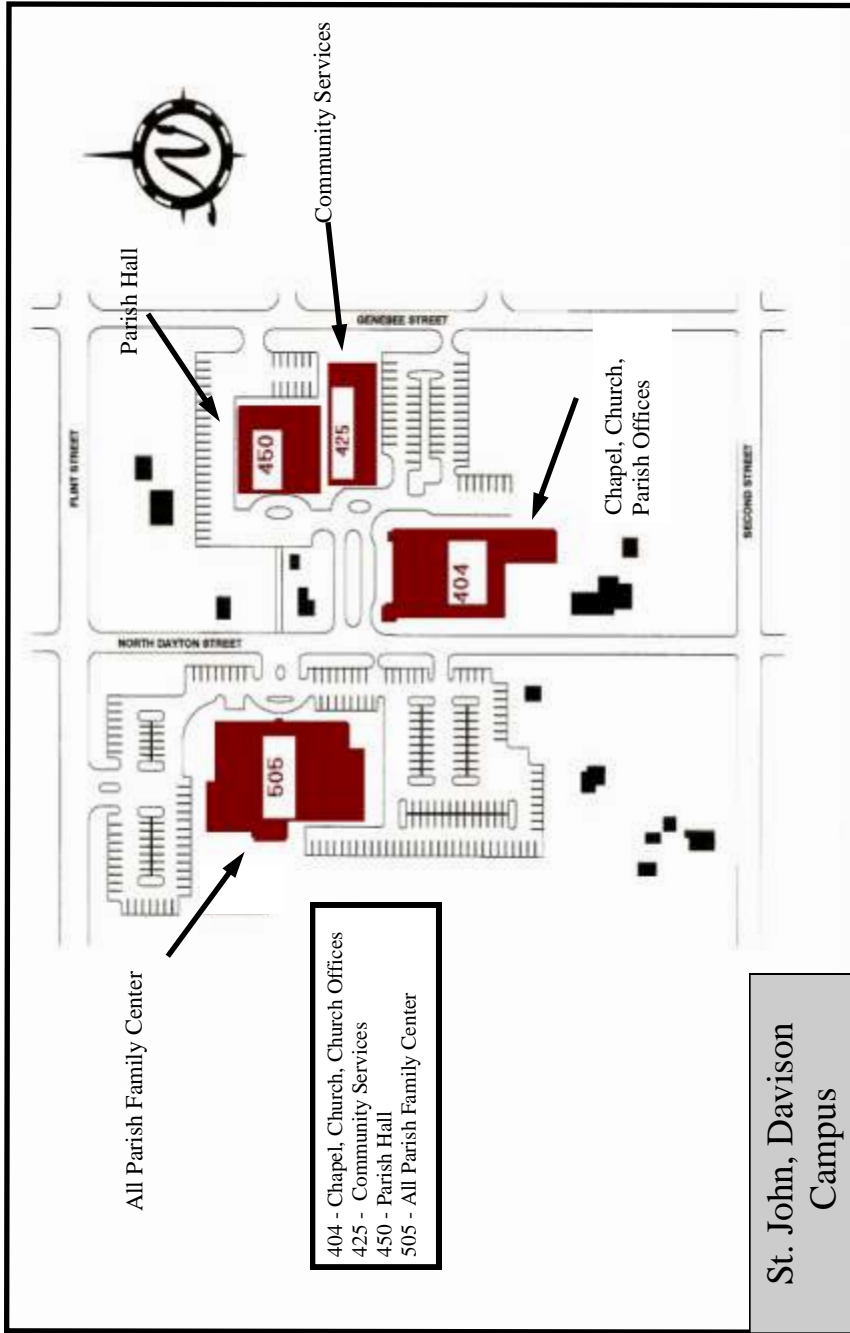 Community Services
Parish Hall
GENEBEE STREET
FLINT STREET
450
425
Chapel, Church,
Parish Offices
404
SECOND STREET
NORTH DAYTON STREET
505
All Parish Family Center
404 - Chapel, Church, Church Offices
425 - Community Services
450 - Parish Hall
505 - All Parish Family Center
St. John, Davison
Campus
N